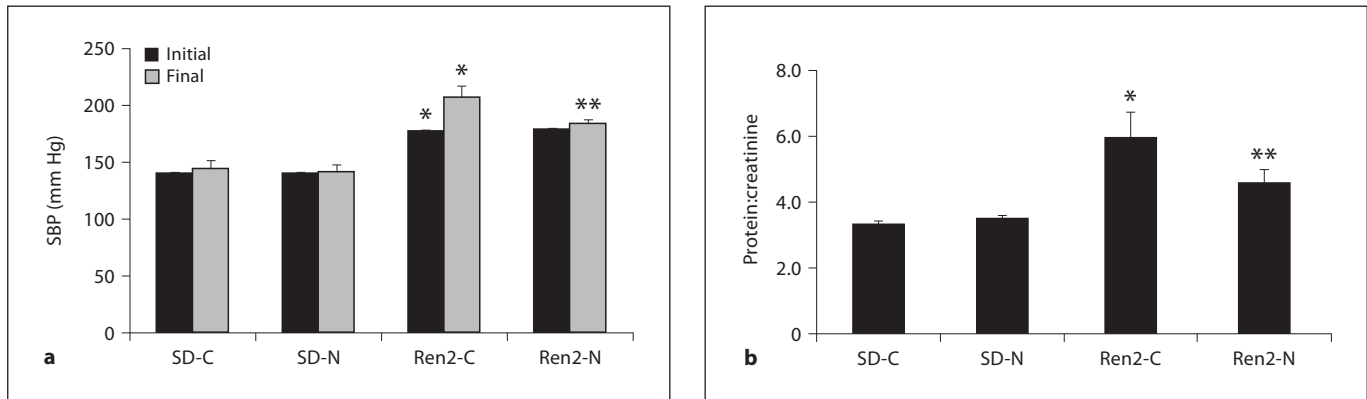 250
200
150
100
50
0
SBP (mm Hg)
Initial
Final
*
*
**
SD-C SD-N Ren2-C Ren2-N
a
8.0
6.0
4.0
2.0
0
Protein:creatinine
*
**
SD-C SD-N Ren2-C Ren2-N
b